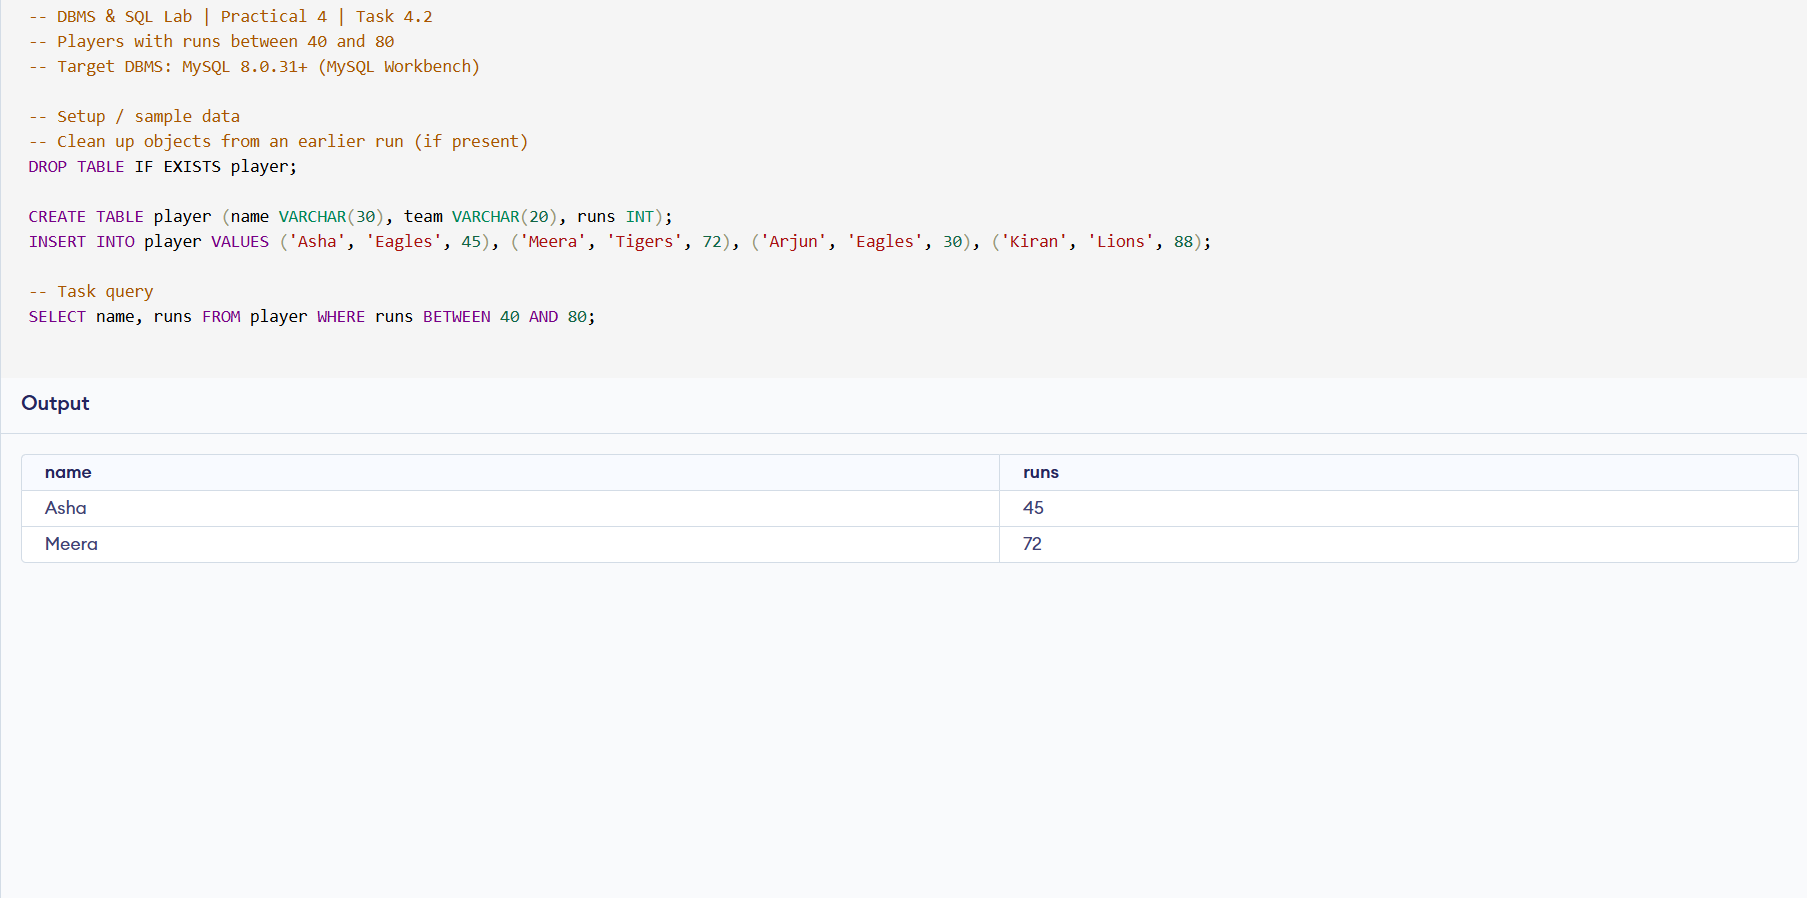 -- DBMS & SQL Lab | Practical 4 | Task 4.2
-- Players with runs between 40 and 80
-- Target DBMS: MySQL 8.0.31+ (MySQL Workbench)
-- Setup / sample data
-- Clean up objects from an earlier run (if present)
DROP TABLE IF EXISTS player;
CREATE TABLE player (name VARCHAR(30), team VARCHAR(20), runs INT);
INSERT INTO player VALUES ('Asha', 'Eagles', 45), ('Meera', 'Tigers', 72), ('Arjun', 'Eagles', 30), ('Kiran', 'Lions', 88);
-- Task query
SELECT name, runs FROM player WHERE runs BETWEEN 40 AND 80;
Output
name runs
Asha 45
Meera 72